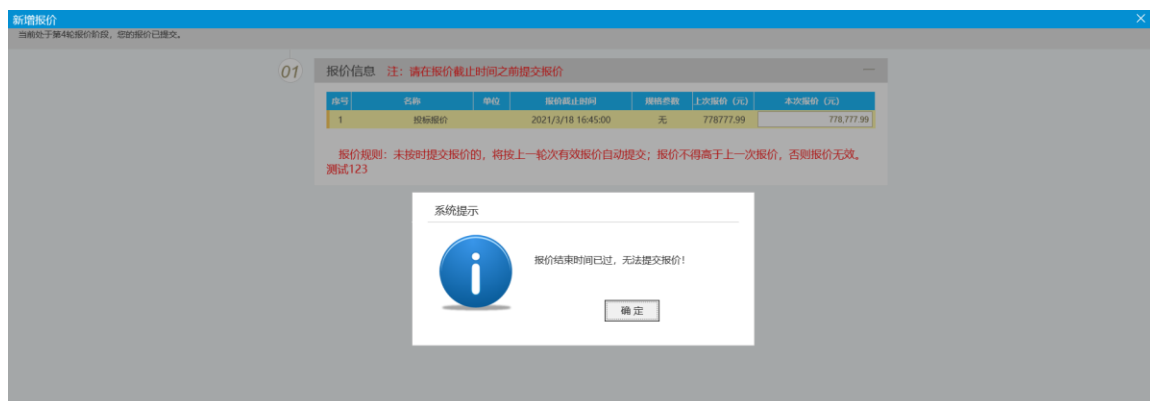 新增报价
当前处于第4轮报价阶段，您的报价已提交。
01 报价信息 注：请在报价截止时间之前提交报价
序号 名称 单位 报价截止时间 规格参数 上次报价（元） 本次报价（元）
1 投标报价 2021/3/18 16:45:00 无 778777.99 778,777.99
报价规则：未按时提交报价的，将按上一轮次有效报价自动提交；报价不得高于上一次报价，否则报价无效。
测试123
系统提示
报价结束时间已过，无法提交报价！
确定